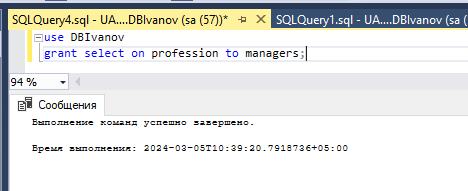 SQLQuery4.sql - UA....DBIvanov (sa (57))*
SQLQuery1.sql - UA....DBIvanov (sa (
use DBIvanov
grant select on profession to managers;
94 %
Сообщения
Выполнение команд успешно завершено.
Время выполнения: 2024-03-05T10:39:20.7918736+05:00